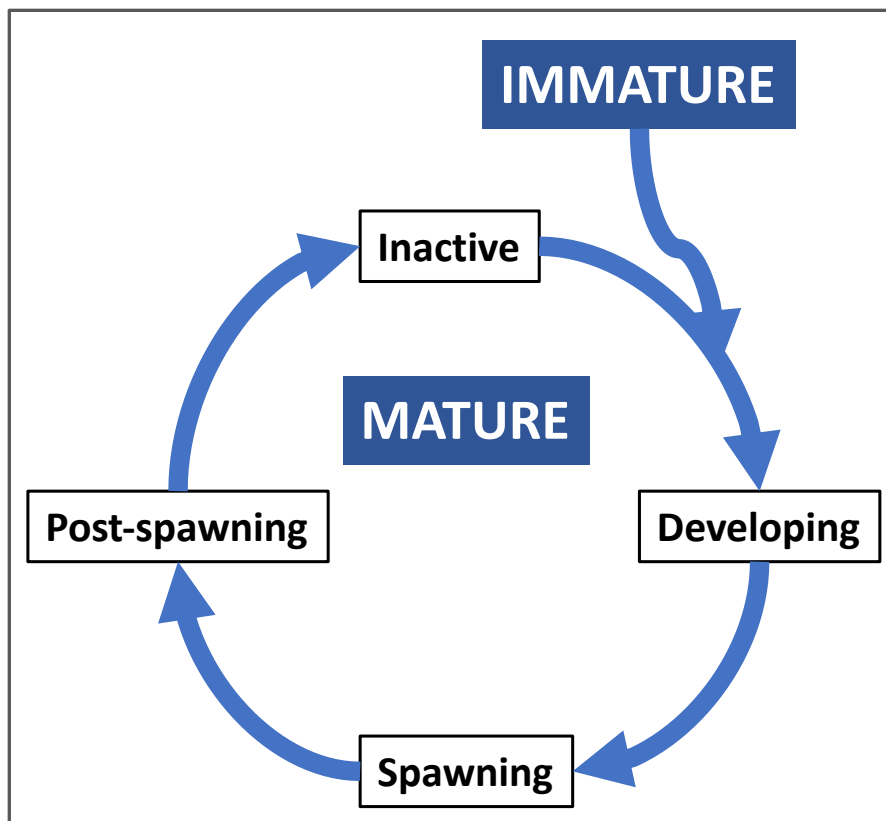 IMMATURE
Inactive
MATURE
Post-spawning
Developing
Spawning